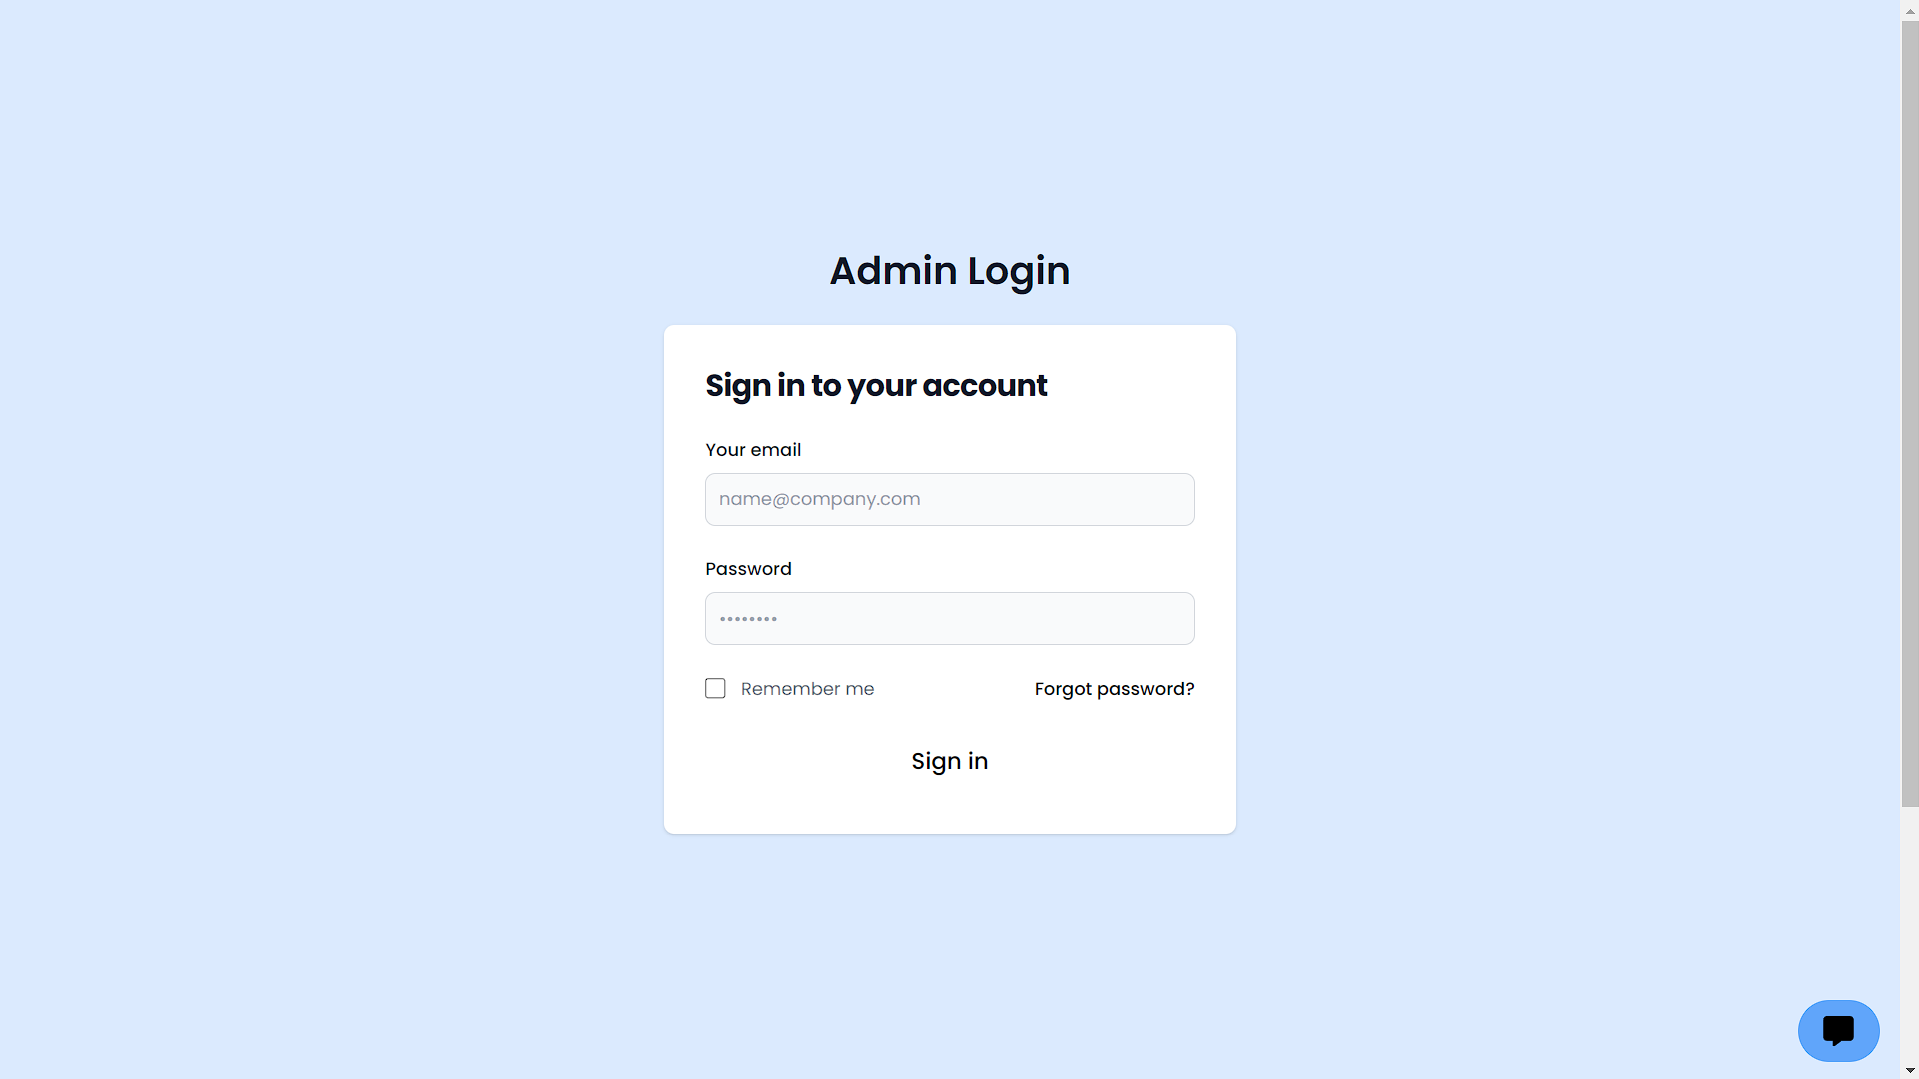 Admin Login
Sign in to your account
Your email
name@company.com
Password
••••••••
Remember me
Forgot password?
Sign in